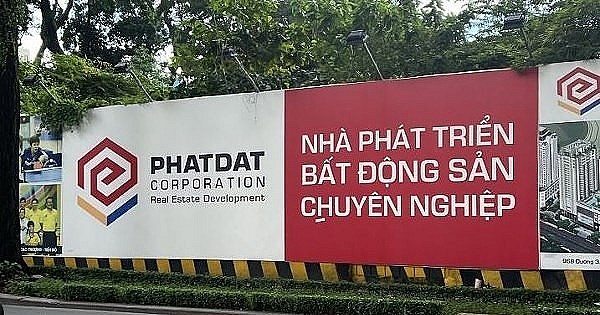 PHATDAT
CORPORATION
Real Estate Development
NHÀ PHÁT TRIỂN
BẤT ĐỘNG SẢN
CHUYÊN NGHIỆP